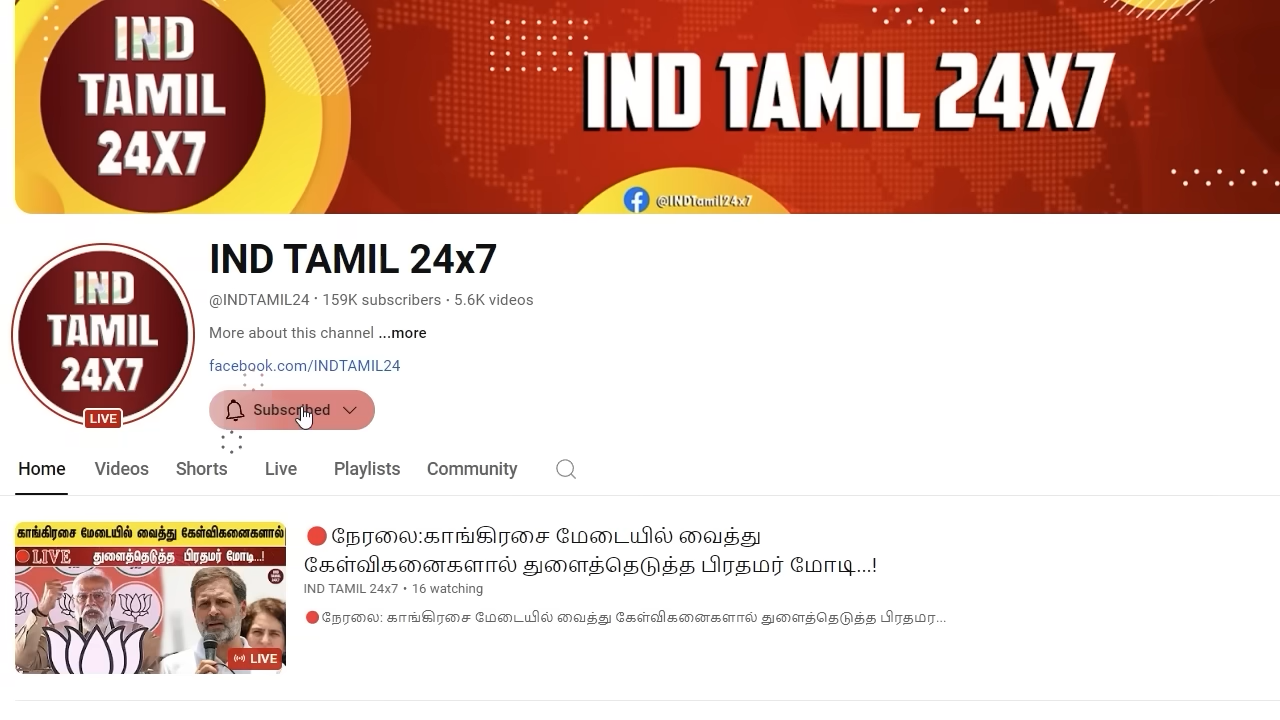 IND
TAMIL
24X7
IND TAMIL 24X7
@INDTamil24x7
IND
TAMIL
24X7
LIVE
IND TAMIL 24x7
@INDTAMIL24 · 159K subscribers · 5.6K videos
More about this channel ...more
facebook.com/INDTAMIL24
Subscribed
Home Videos Shorts Live Playlists Community
காங்கிரசை மேடையில் வைத்து கேள்விகனைகளால்
LIVE துளைத்தெடுத்த பிரதமர் மோடி...!
LIVE
🔴நேரலை:காங்கிரசை மேடையில் வைத்து
கேள்விகனைகளால் துளைத்தெடுத்த பிரதமர் மோடி...!
IND TAMIL 24x7 • 16 watching
🔴நேரலை: காங்கிரசை மேடையில் வைத்து கேள்விகனைகளால் துளைத்தெடுத்த பிரதமர...